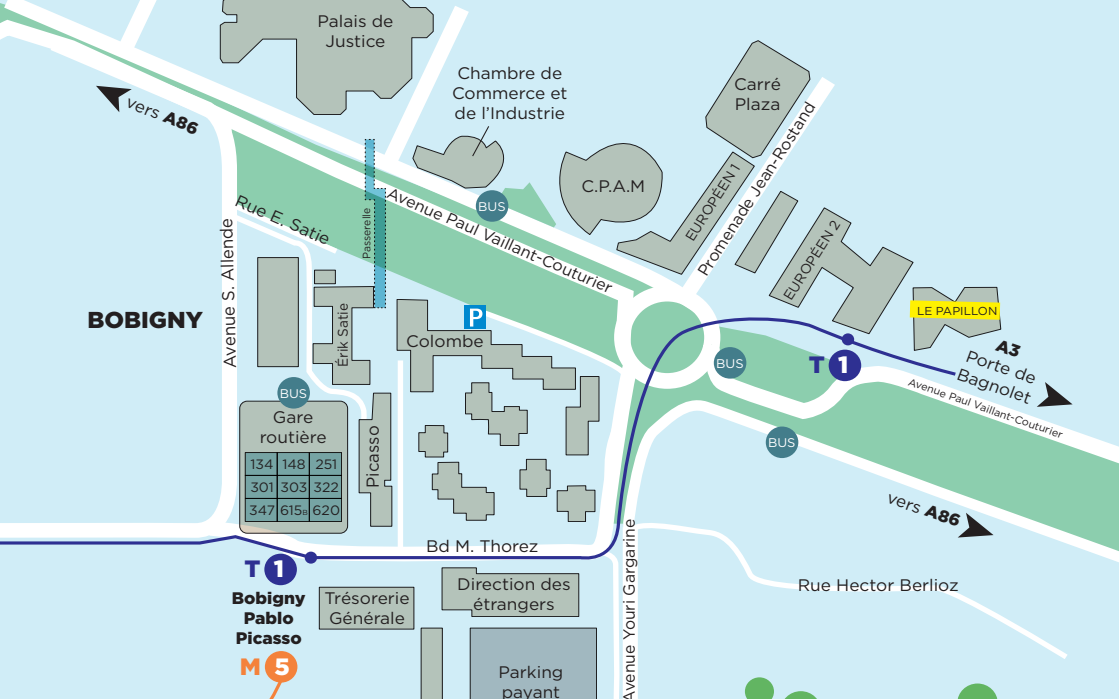 Palais de
Justice
Chambre de
Commerce et
de l'Industrie
Carré
Plaza
vers A86
C.P.A.M
EUROPÉEN 1
Promenade Jean-Rostand
BUS
Avenue Paul Vaillant-Couturier
Rue E. Satie
Passerelle
EUROPÉEN 2
Avenue S. Allende
BOBIGNY
P
LE PAPILLON
Érik Satie
Colombe
A3
Porte de
Bagnolet
BUS
T 1
Avenue Paul Vaillant-Couturier
BUS
Gare
routière
134 148 251
301 303 322
347 615B 620
Picasso
BUS
vers A86
Bd M. Thorez
Avenue Youri Gargarine
T 1
Bobigny
Pablo
Picasso
M 5
Trésorerie
Générale
Direction des
étrangers
Rue Hector Berlioz
Parking
payant